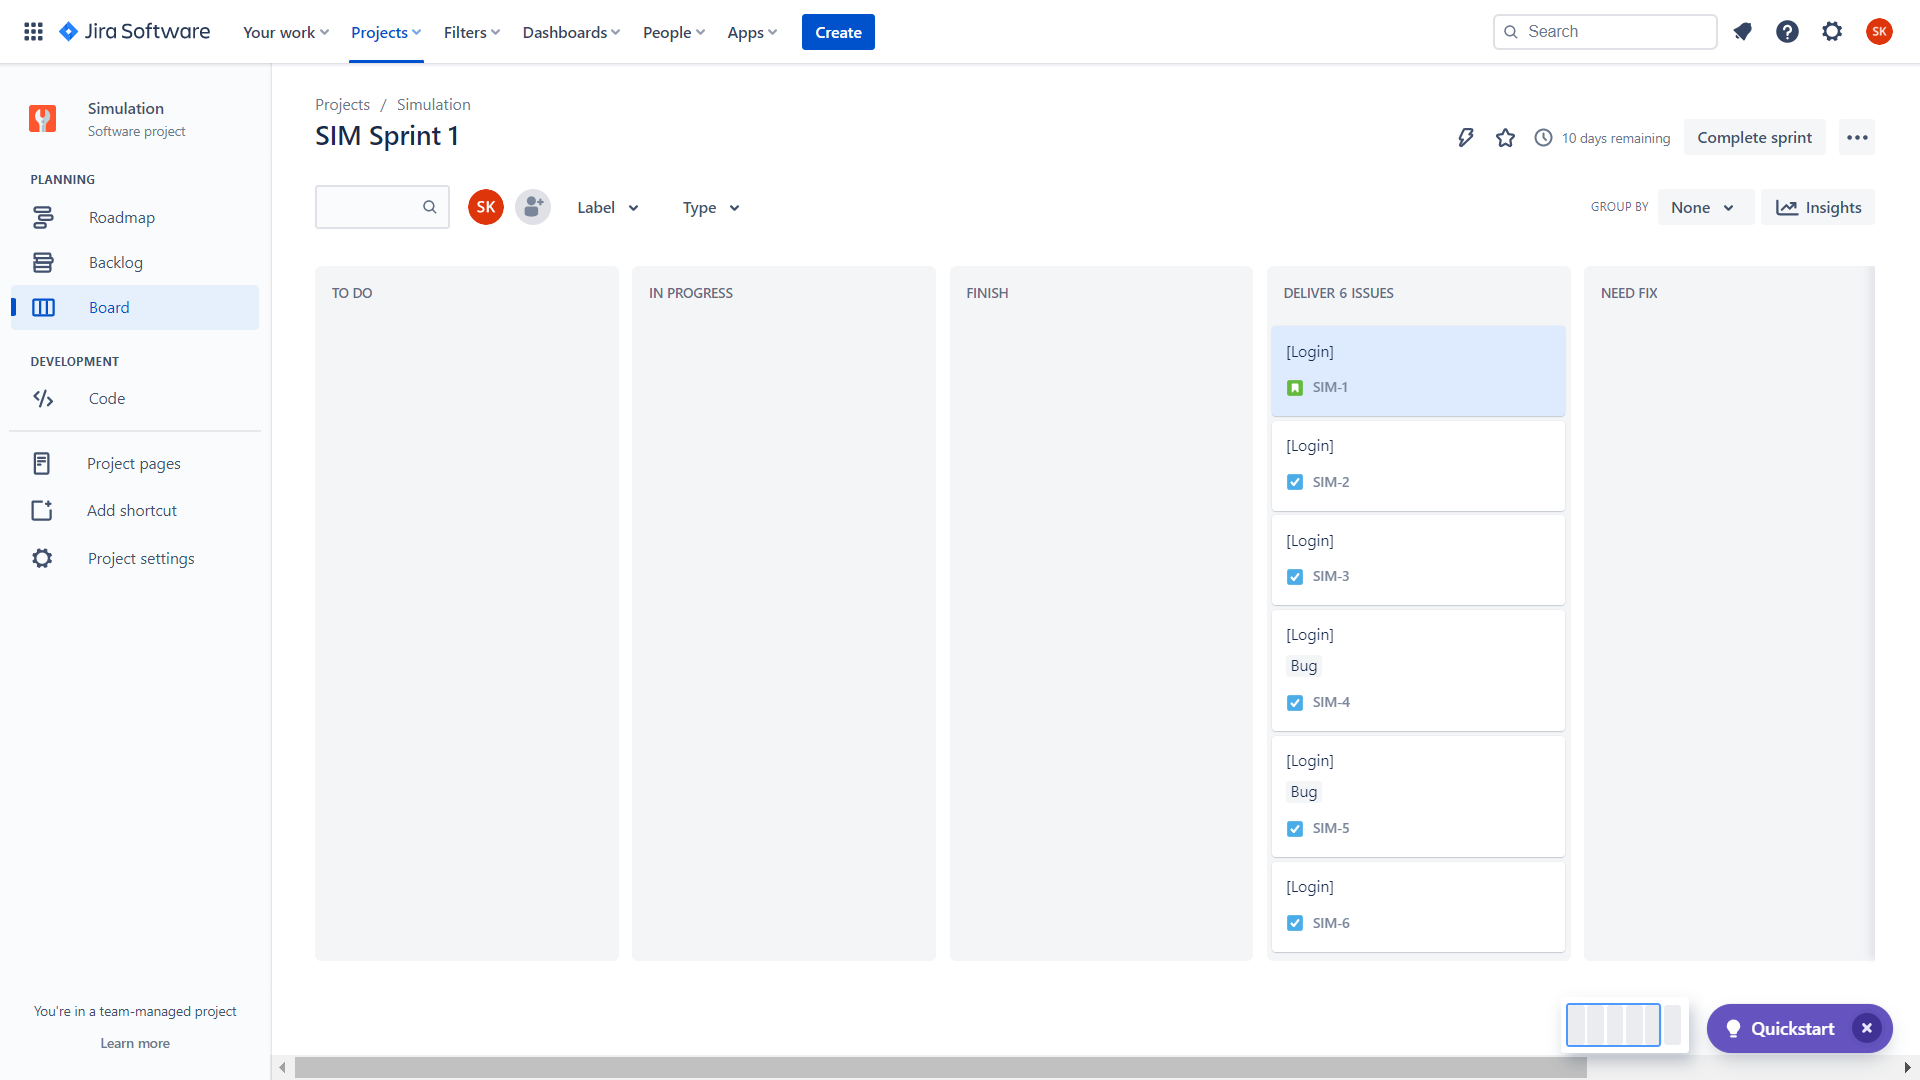 Jira Software
Your work
Projects
Filters
Dashboards
People
Apps
Create
Search
SK
Simulation
Software project
PLANNING
Roadmap
Backlog
Board
DEVELOPMENT
Code
Project pages
Add shortcut
Project settings
You're in a team-managed project
Learn more
Projects / Simulation
SIM Sprint 1
10 days remaining
Complete sprint
SK
Label
Type
GROUP BY
None
Insights
TO DO
IN PROGRESS
FINISH
DELIVER 6 ISSUES
[Login]
SIM-1
[Login]
SIM-2
[Login]
SIM-3
[Login]
Bug
SIM-4
[Login]
Bug
SIM-5
[Login]
SIM-6
NEED FIX
Quickstart